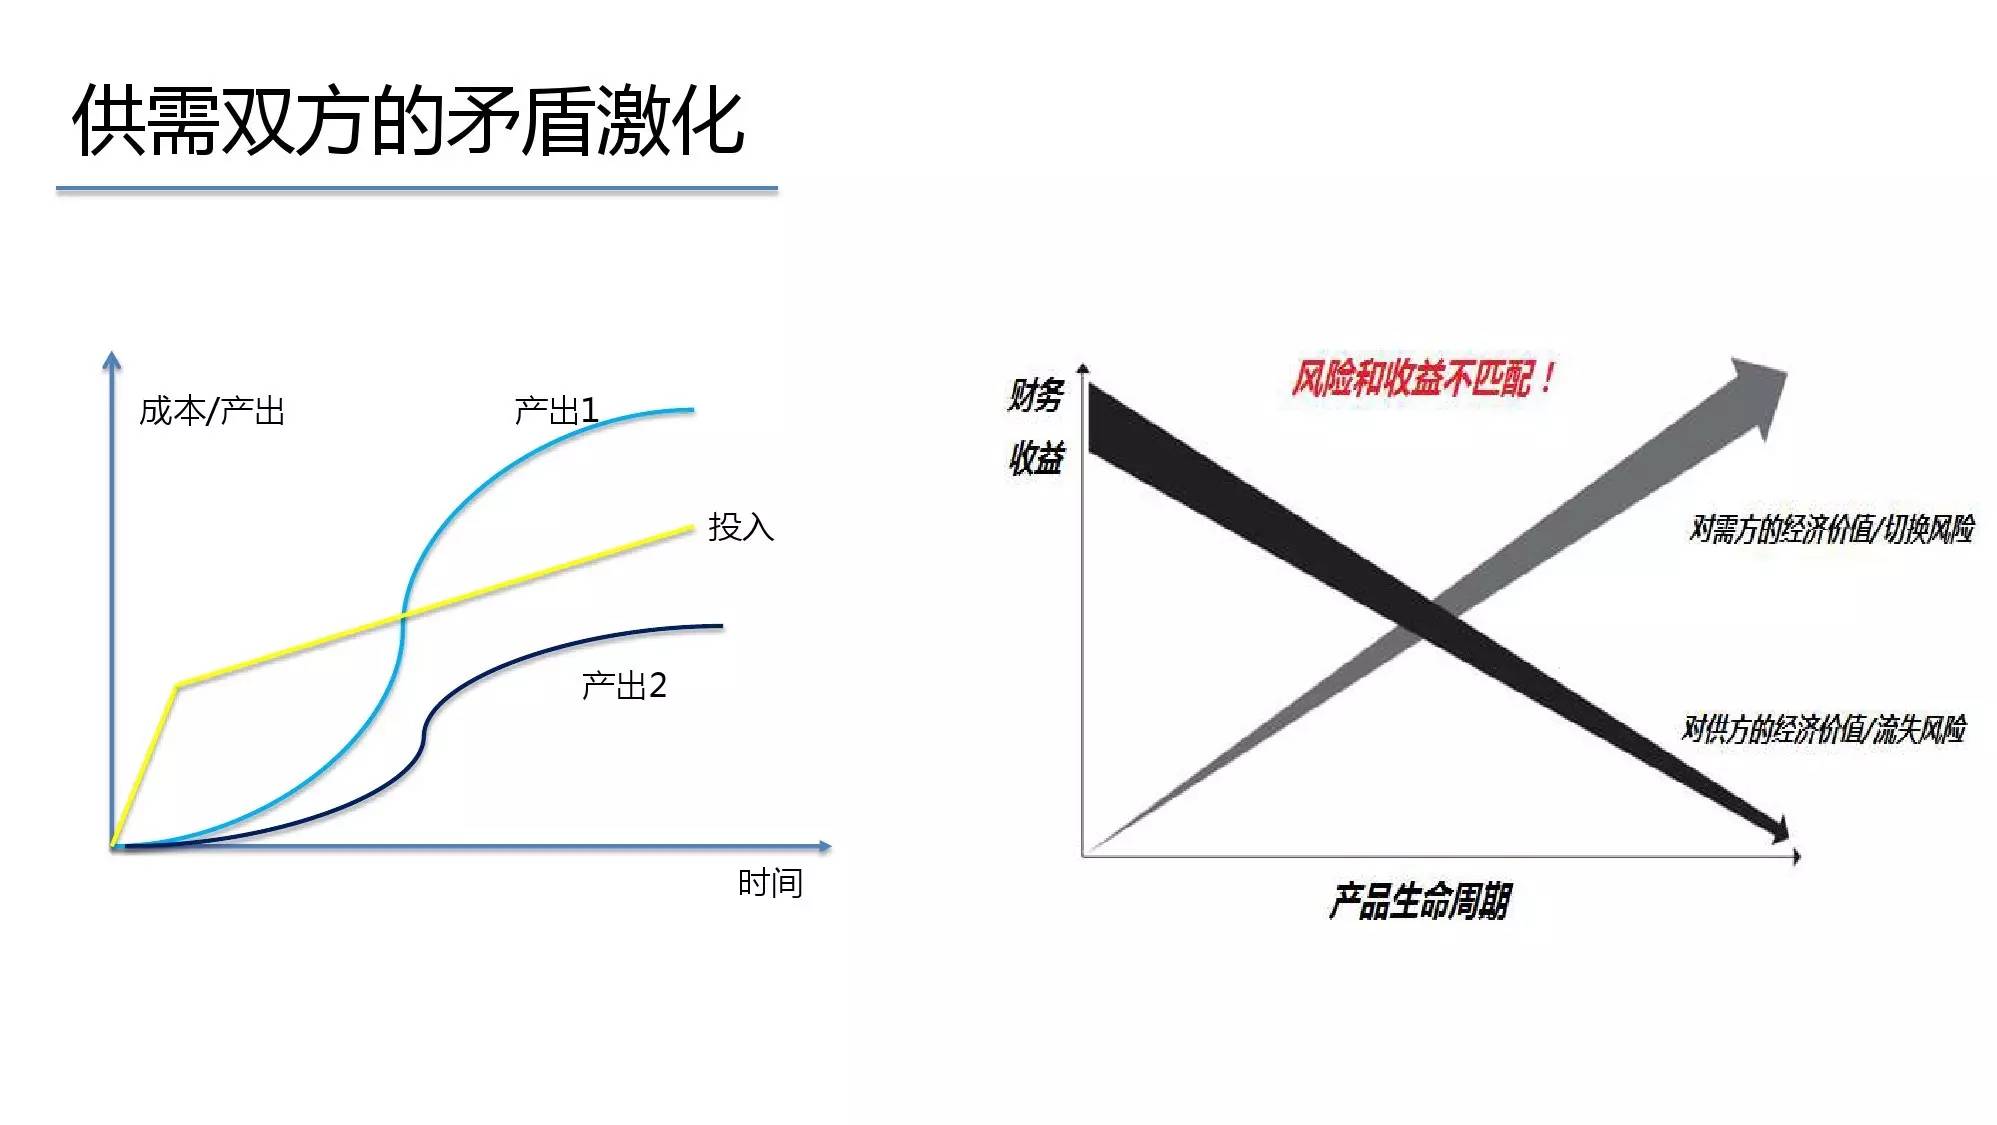 供需双方的矛盾激化
成本/产出
产出1
投入
产出2
时间
风险和收益不匹配！
财务
收益
对需方的经济价值/切换风险
对供方的经济价值/流失风险
产品生命周期